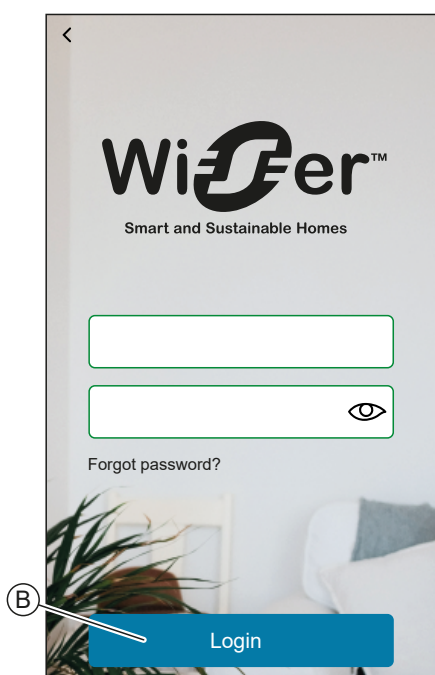 Wiser™
Smart and Sustainable Homes
Forgot password?
B
Login